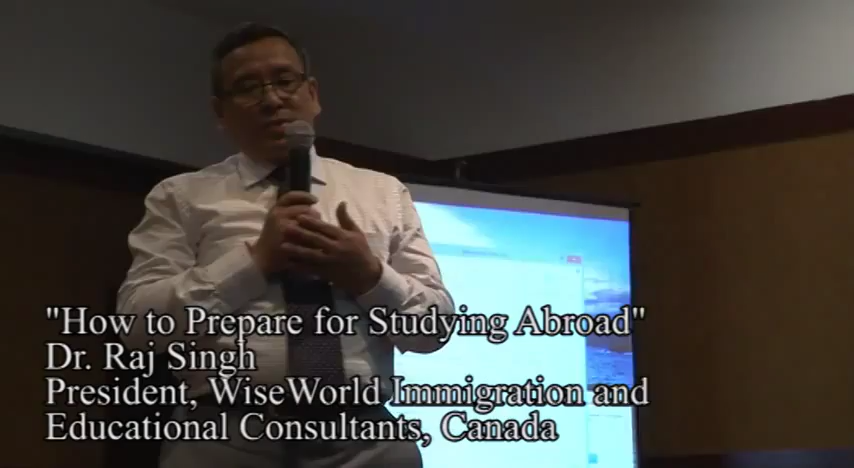 "How to Prepare for Studying Abroad"
Dr. Raj Singh
President, WiseWorld Immigration and
Educational Consultants, Canada